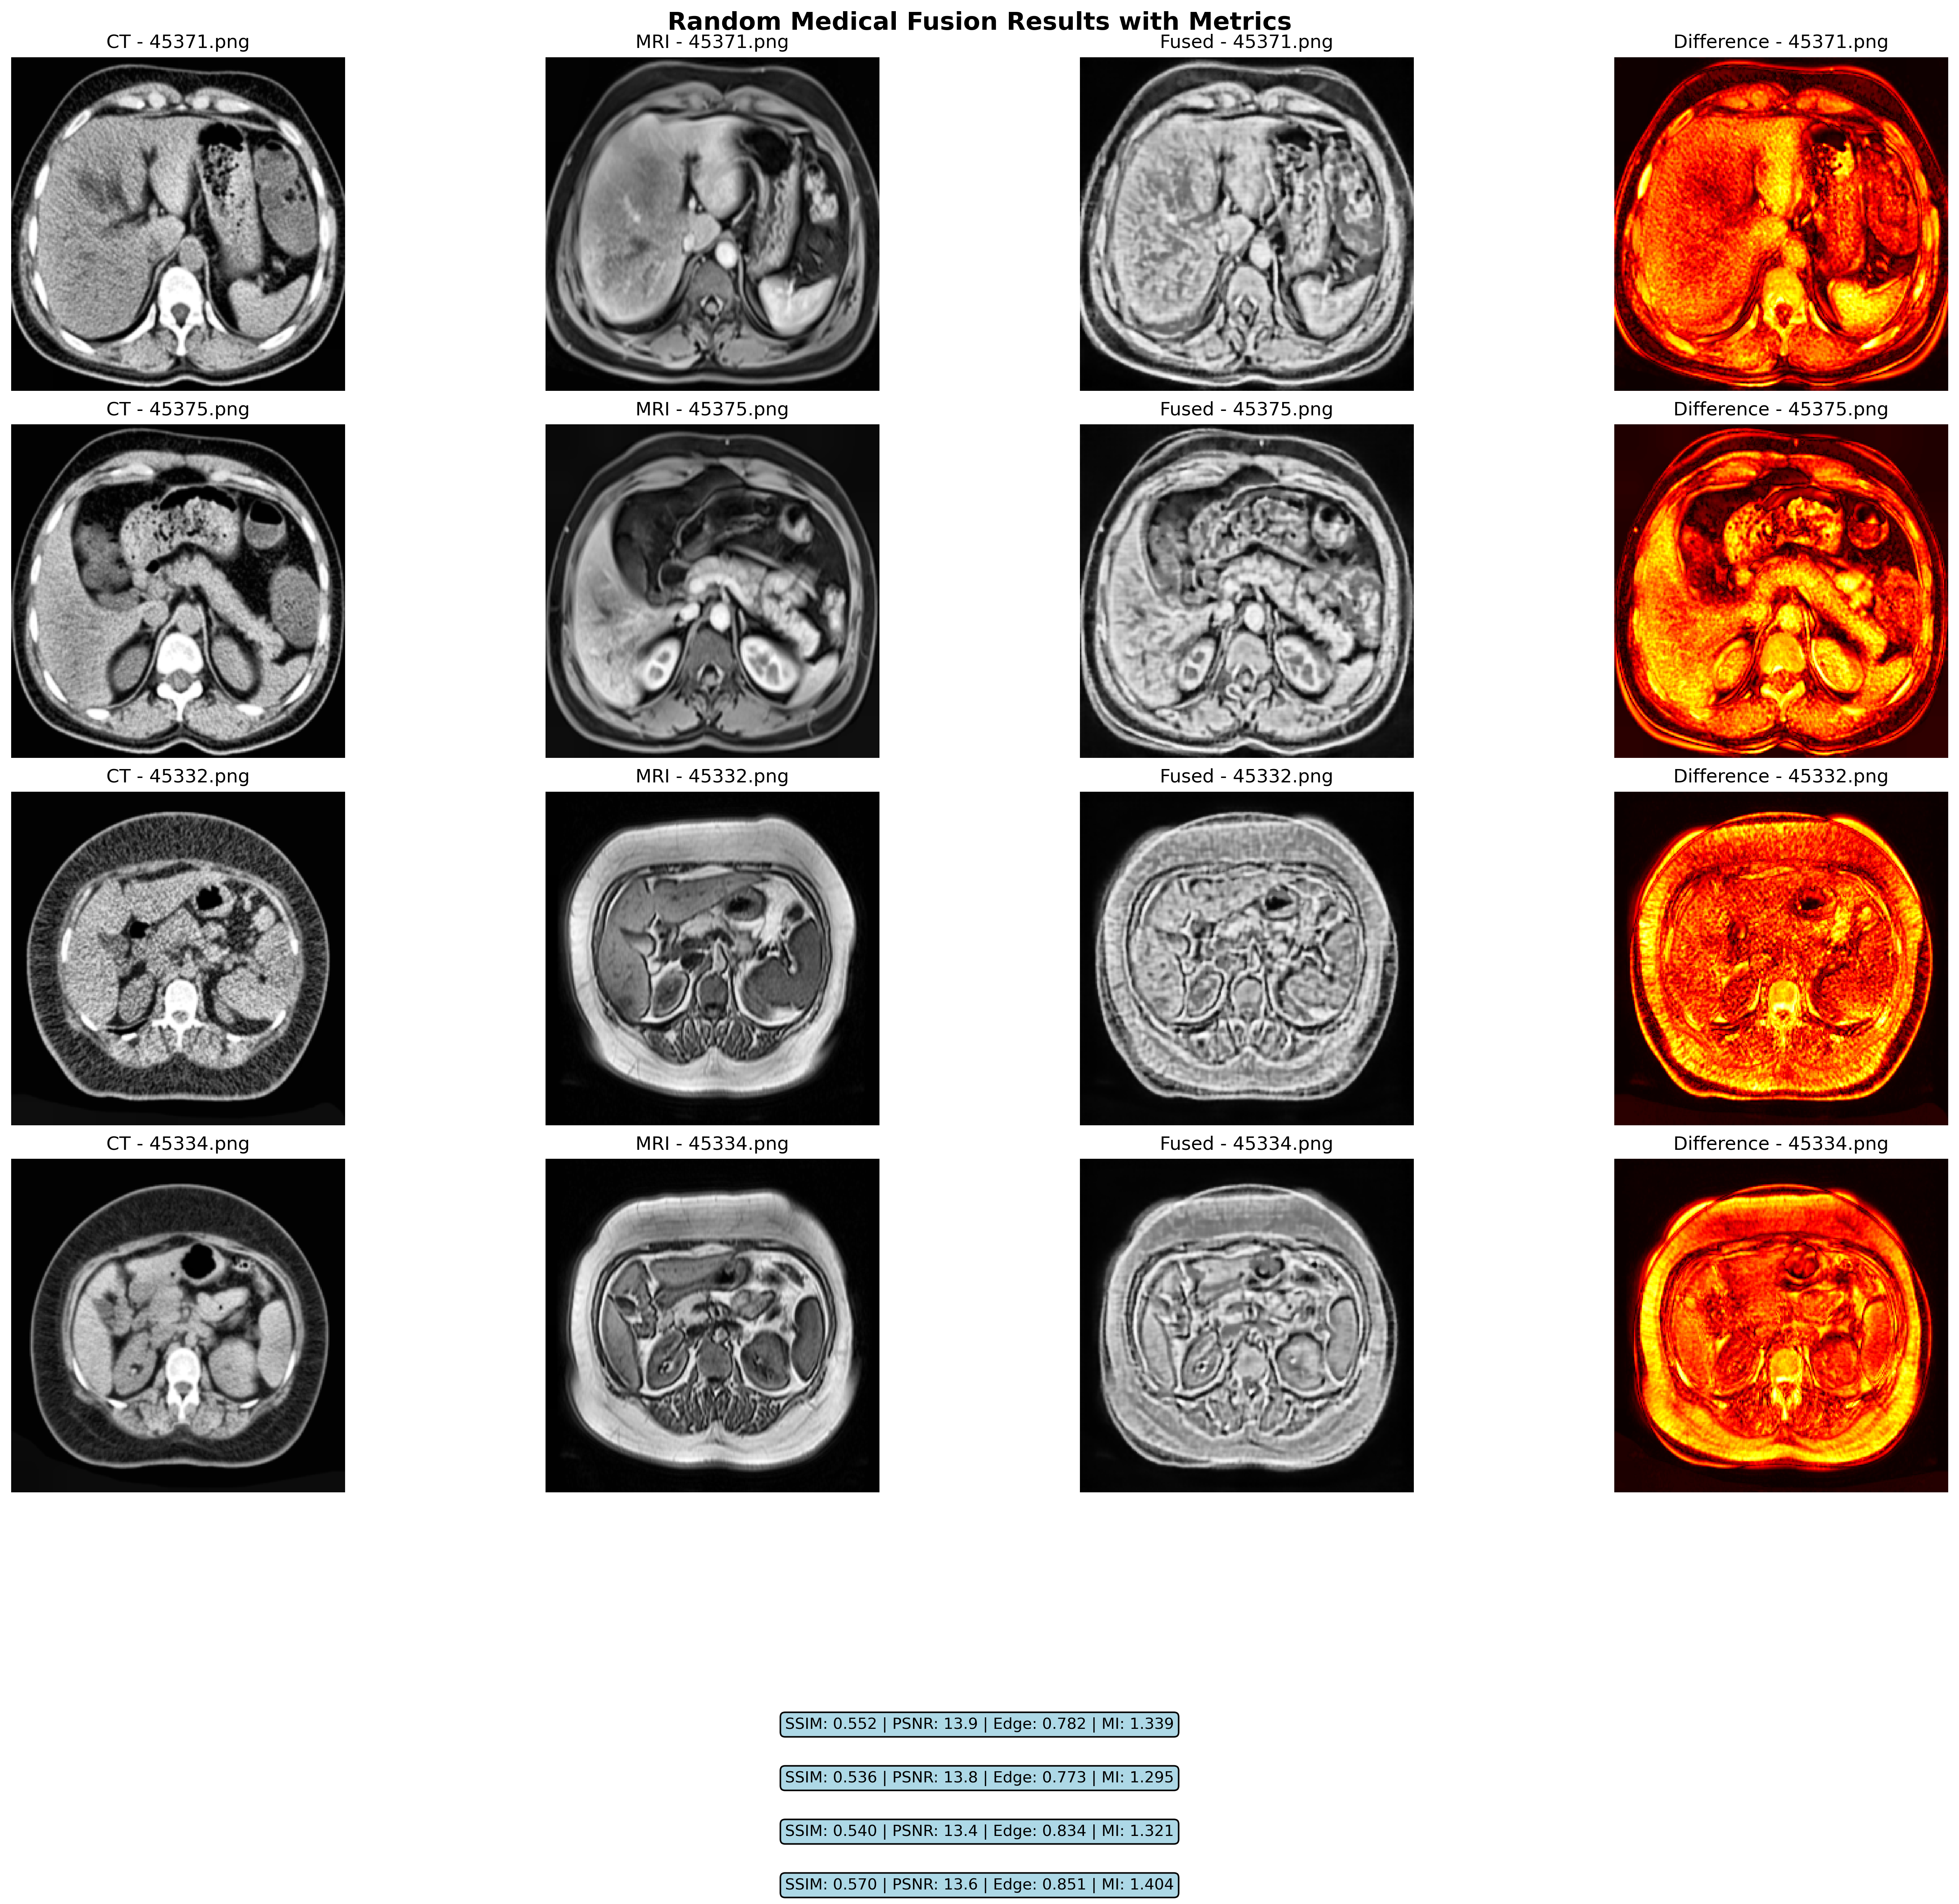 Random Medical Fusion Results with Metrics
CT - 45371.png
MRI - 45371.png
Fused - 45371.png
Difference - 45371.png
CT - 45375.png
MRI - 45375.png
Fused - 45375.png
Difference - 45375.png
CT - 45332.png
MRI - 45332.png
Fused - 45332.png
Difference - 45332.png
CT - 45334.png
MRI - 45334.png
Fused - 45334.png
Difference - 45334.png
SSIM: 0.552 | PSNR: 13.9 | Edge: 0.782 | MI: 1.339
SSIM: 0.536 | PSNR: 13.8 | Edge: 0.773 | MI: 1.295
SSIM: 0.540 | PSNR: 13.4 | Edge: 0.834 | MI: 1.321
SSIM: 0.570 | PSNR: 13.6 | Edge: 0.851 | MI: 1.404